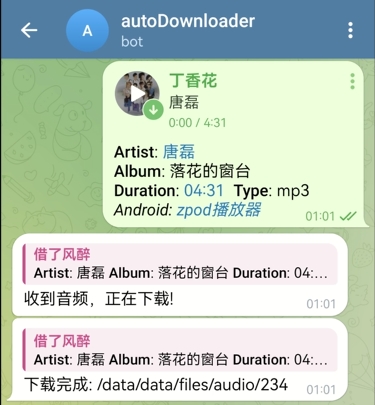 autoDownloader
A
bot
丁香花
唐磊
0:00 / 4:31
Artist: 唐磊
Album: 落花的窗台
Duration: 04:31 Type: mp3
Android: zpod播放器
01:01
借了风醉
Artist: 唐磊 Album: 落花的窗台 Duration: 04:...
收到音频，正在下载!
01:01
借了风醉
Artist: 唐磊 Album: 落花的窗台 Duration: 04:...
下载完成: /data/data/files/audio/234
01:01